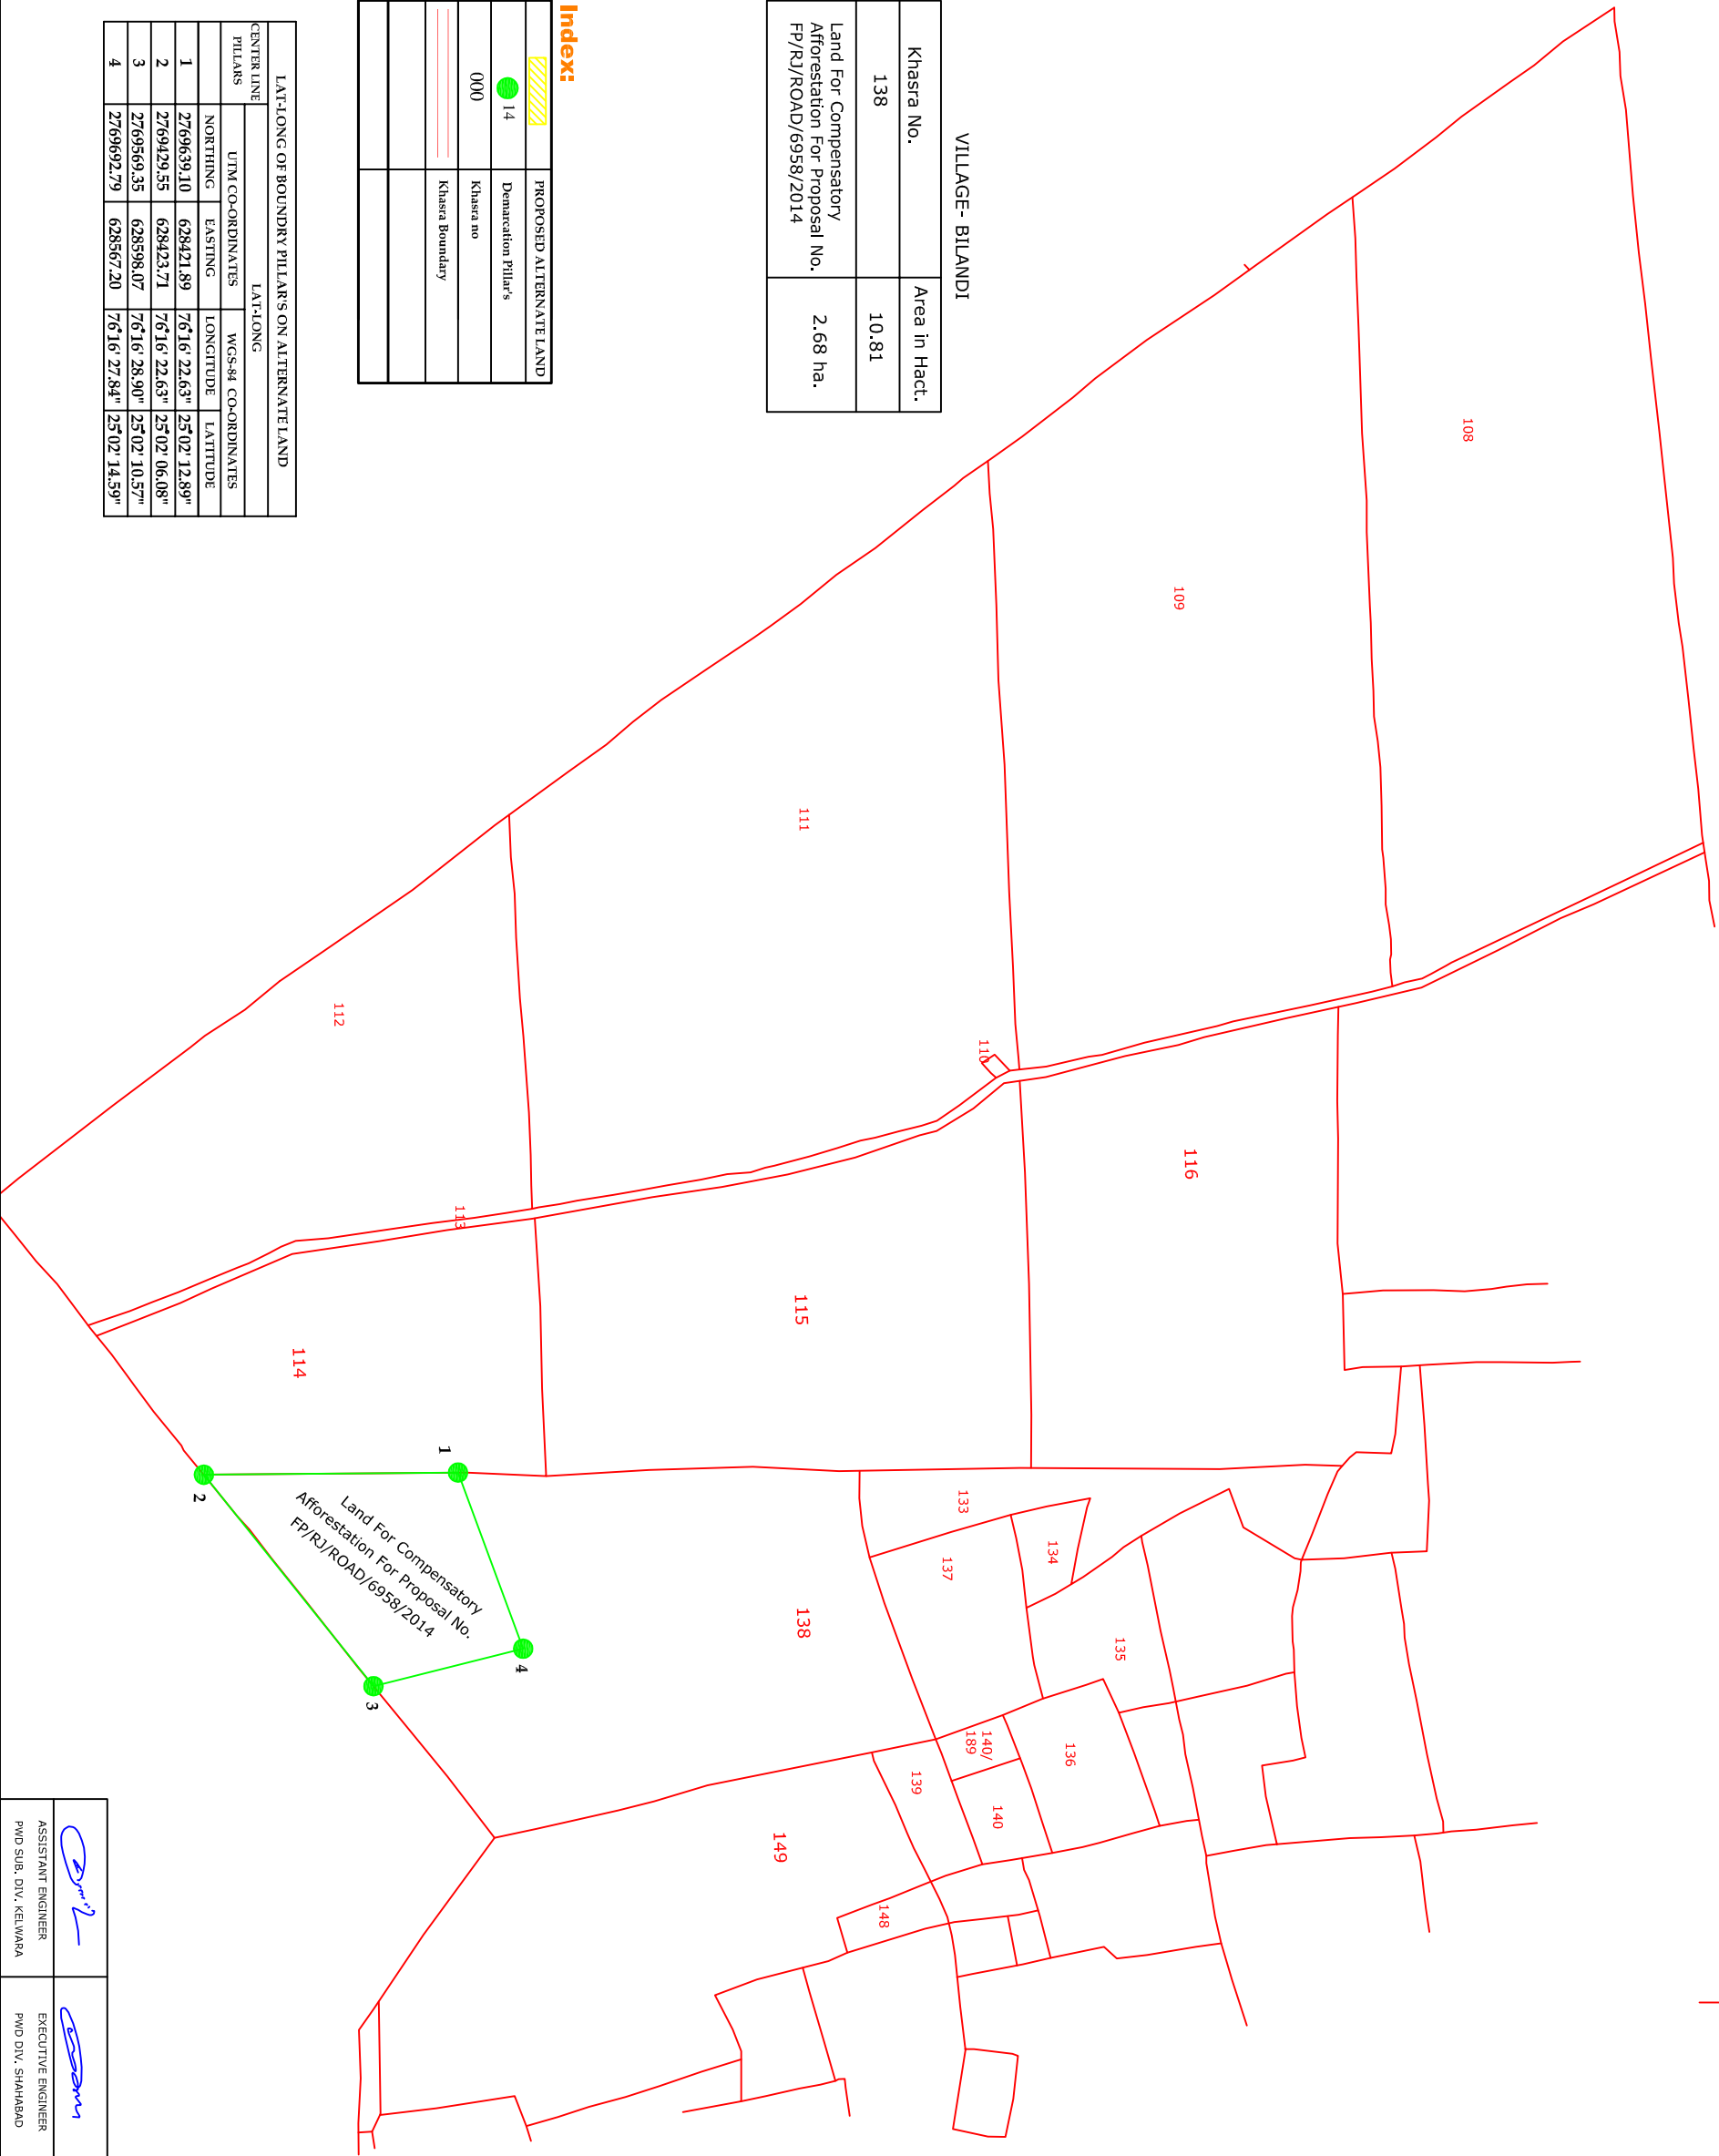 VILLAGE- BILANDI
Khasra No. Area in Hact.
138 10.81
Land For Compensatory
Afforestation For Proposal No.
FP/RJ/ROAD/6958/2014
2.68 ha.
Index:
PROPOSED ALTERNATE LAND
14 Demarcation Pillar's
000 Khasra no
Khasra Boundary
LAT-LONG OF BOUNDRY PILLAR'S ON ALTERNATE LAND
CENTER LINE
PILLARS
LAT-LONG
UTM CO-ORDINATES WGS-84 CO-ORDINATES
NORTHING EASTING LONGITUDE LATITUDE
1 2769639.10 628421.89 76°16' 22.63" 25°02' 12.89"
2 2769429.55 628423.71 76°16' 22.63" 25°02' 06.08"
3 2769569.35 628598.07 76°16' 28.90" 25°02' 10.57"
4 2769692.79 628567.20 76°16' 27.84" 25°02' 14.59"
108
109
111
112
110
113
116
115
114
133
134
137
135
138
136
140/
189
139
140
149
148
1
2
3
4
Land For Compensatory
Afforestation For Proposal No.
FP/RJ/ROAD/6958/2014
ASSISTANT ENGINEER
PWD SUB. DIV. KELWARA
EXECUTIVE ENGINEER
PWD DIV. SHAHABAD